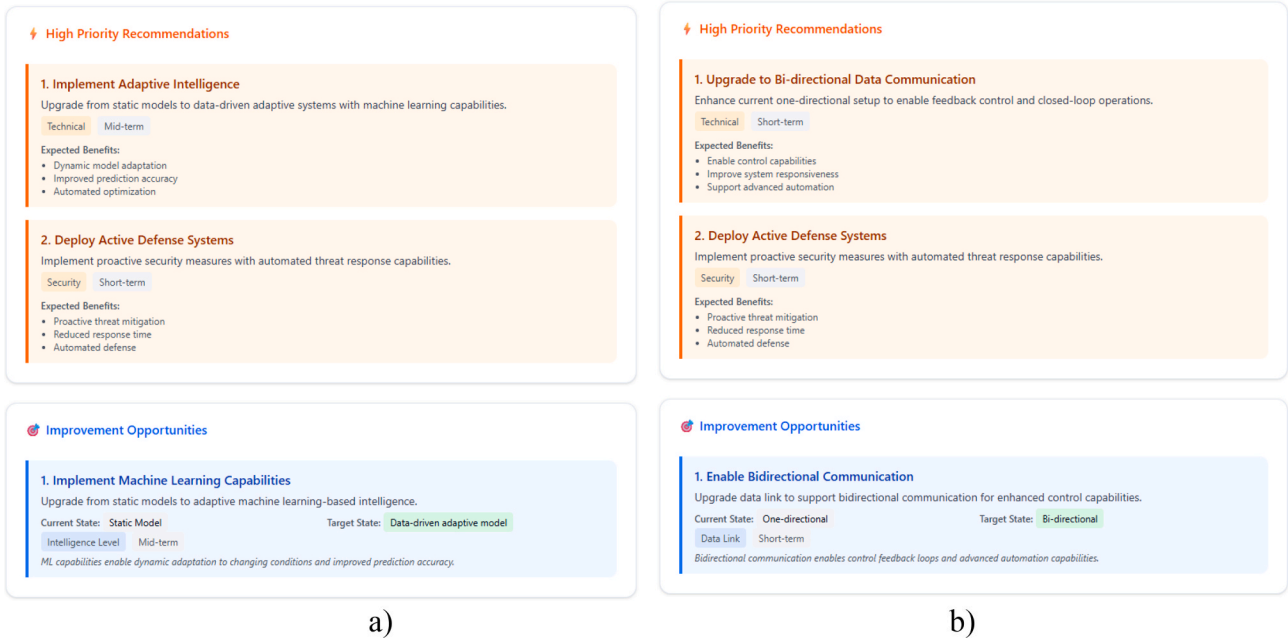 High Priority Recommendations
1. Implement Adaptive Intelligence
Upgrade from static models to data-driven adaptive systems with machine learning capabilities.
Technical Mid-term
Expected Benefits:
• Dynamic model adaptation
• Improved prediction accuracy
• Automated optimization
2. Deploy Active Defense Systems
Implement proactive security measures with automated threat response capabilities.
Security Short-term
Expected Benefits:
• Proactive threat mitigation
• Reduced response time
• Automated defense
Improvement Opportunities
1. Implement Machine Learning Capabilities
Upgrade from static models to adaptive machine learning-based intelligence.
Current State: Static Model Target State: Data-driven adaptive model
Intelligence Level Mid-term
ML capabilities enable dynamic adaptation to changing conditions and improved prediction accuracy.
a)
High Priority Recommendations
1. Upgrade to Bi-directional Data Communication
Enhance current one-directional setup to enable feedback control and closed-loop operations.
Technical Short-term
Expected Benefits:
• Enable control capabilities
• Improve system responsiveness
• Support advanced automation
2. Deploy Active Defense Systems
Implement proactive security measures with automated threat response capabilities.
Security Short-term
Expected Benefits:
• Proactive threat mitigation
• Reduced response time
• Automated defense
Improvement Opportunities
1. Enable Bidirectional Communication
Upgrade data link to support bidirectional communication for enhanced control capabilities.
Current State: One-directional Target State: Bi-directional
Data Link Short-term
Bidirectional communication enables control feedback loops and advanced automation capabilities.
b)